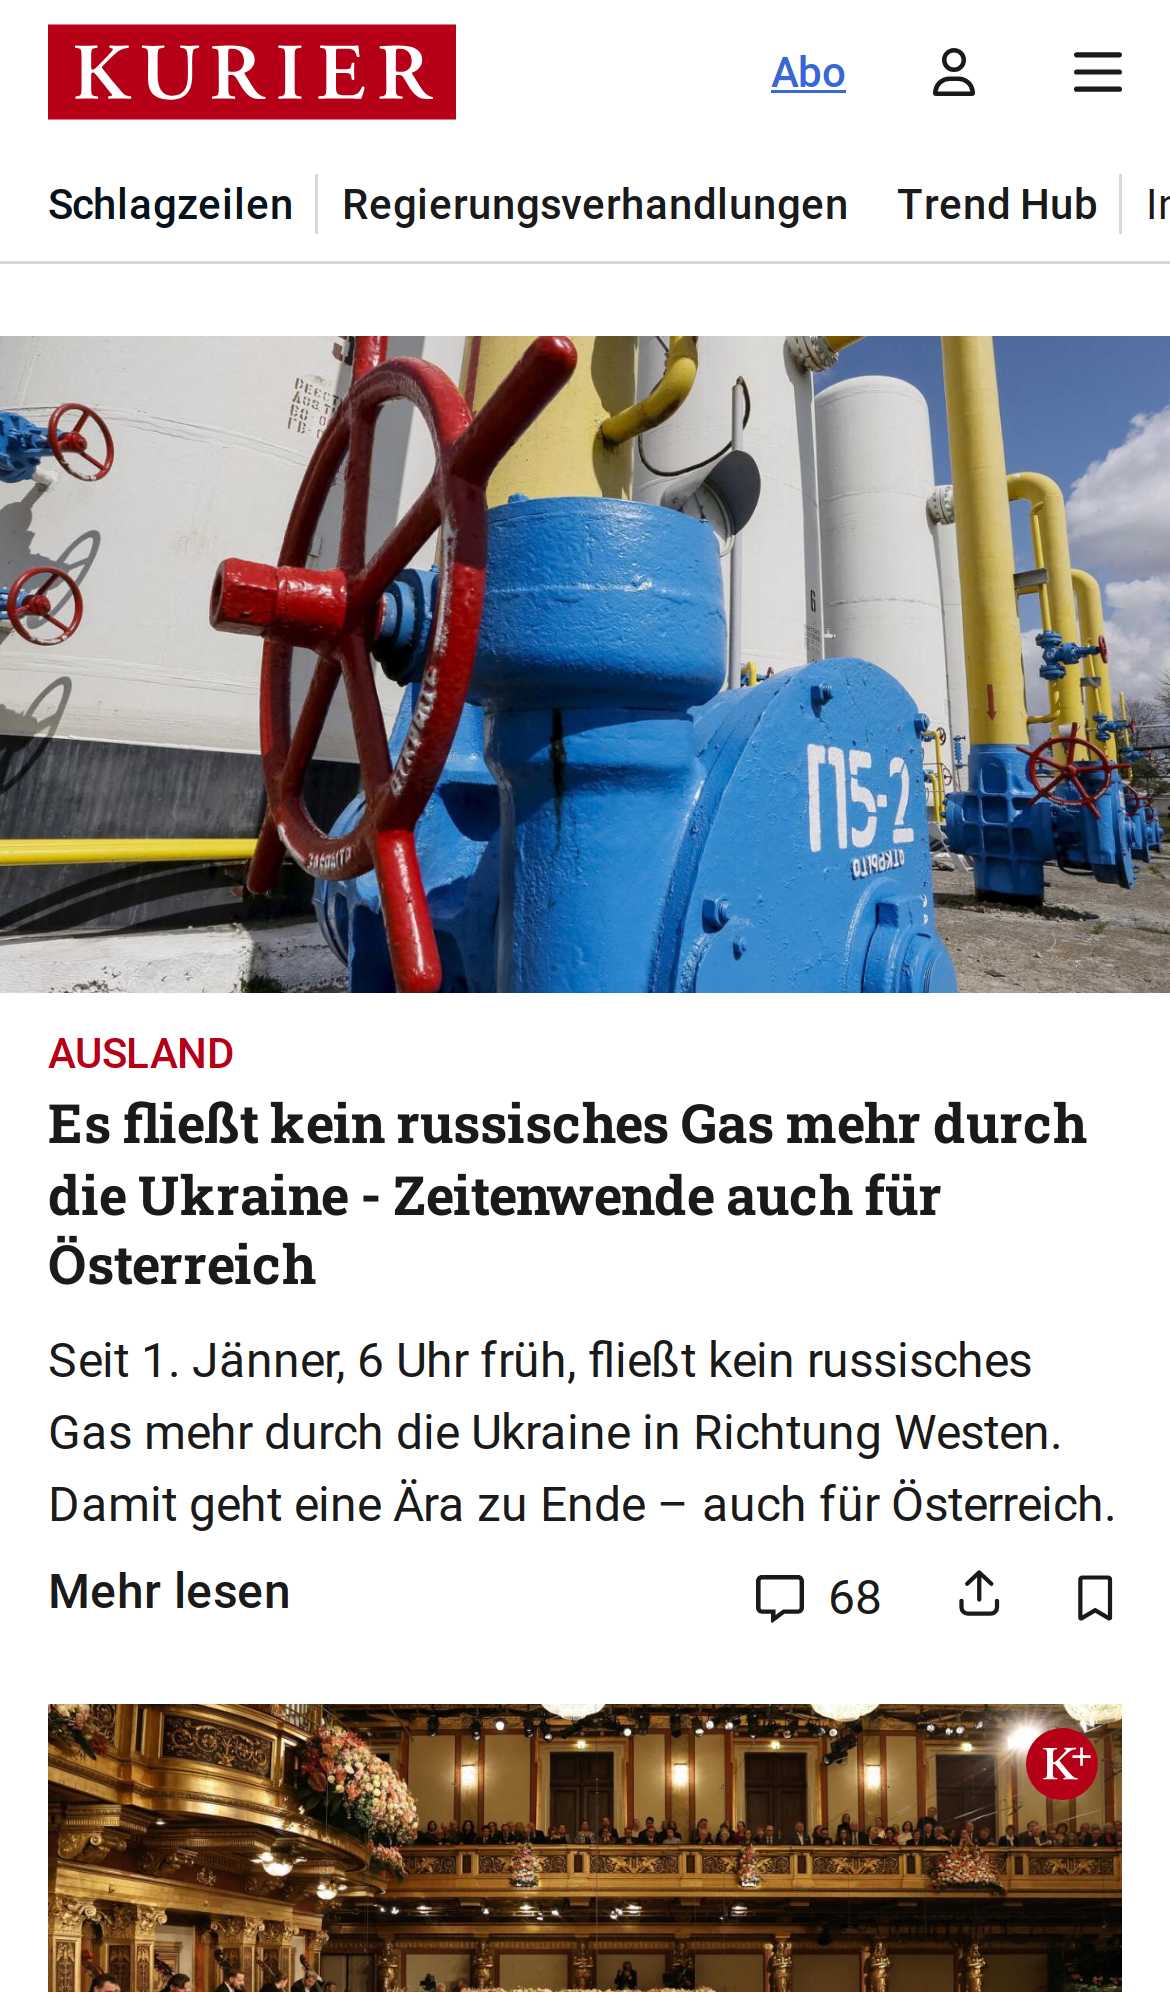 KURIER
Abo
Schlagzeilen
Regierungsverhandlungen
Trend Hub
6
П5-2
Es
AUSLAND
Es fließt kein russisches Gas mehr durch
die Ukraine - Zeitenwende auch für
Österreich
Seit 1. Jänner, 6 Uhr früh, fließt kein russisches
Gas mehr durch die Ukraine in Richtung Westen.
Damit geht eine Ära zu Ende – auch für Österreich.
Mehr lesen
68
K+